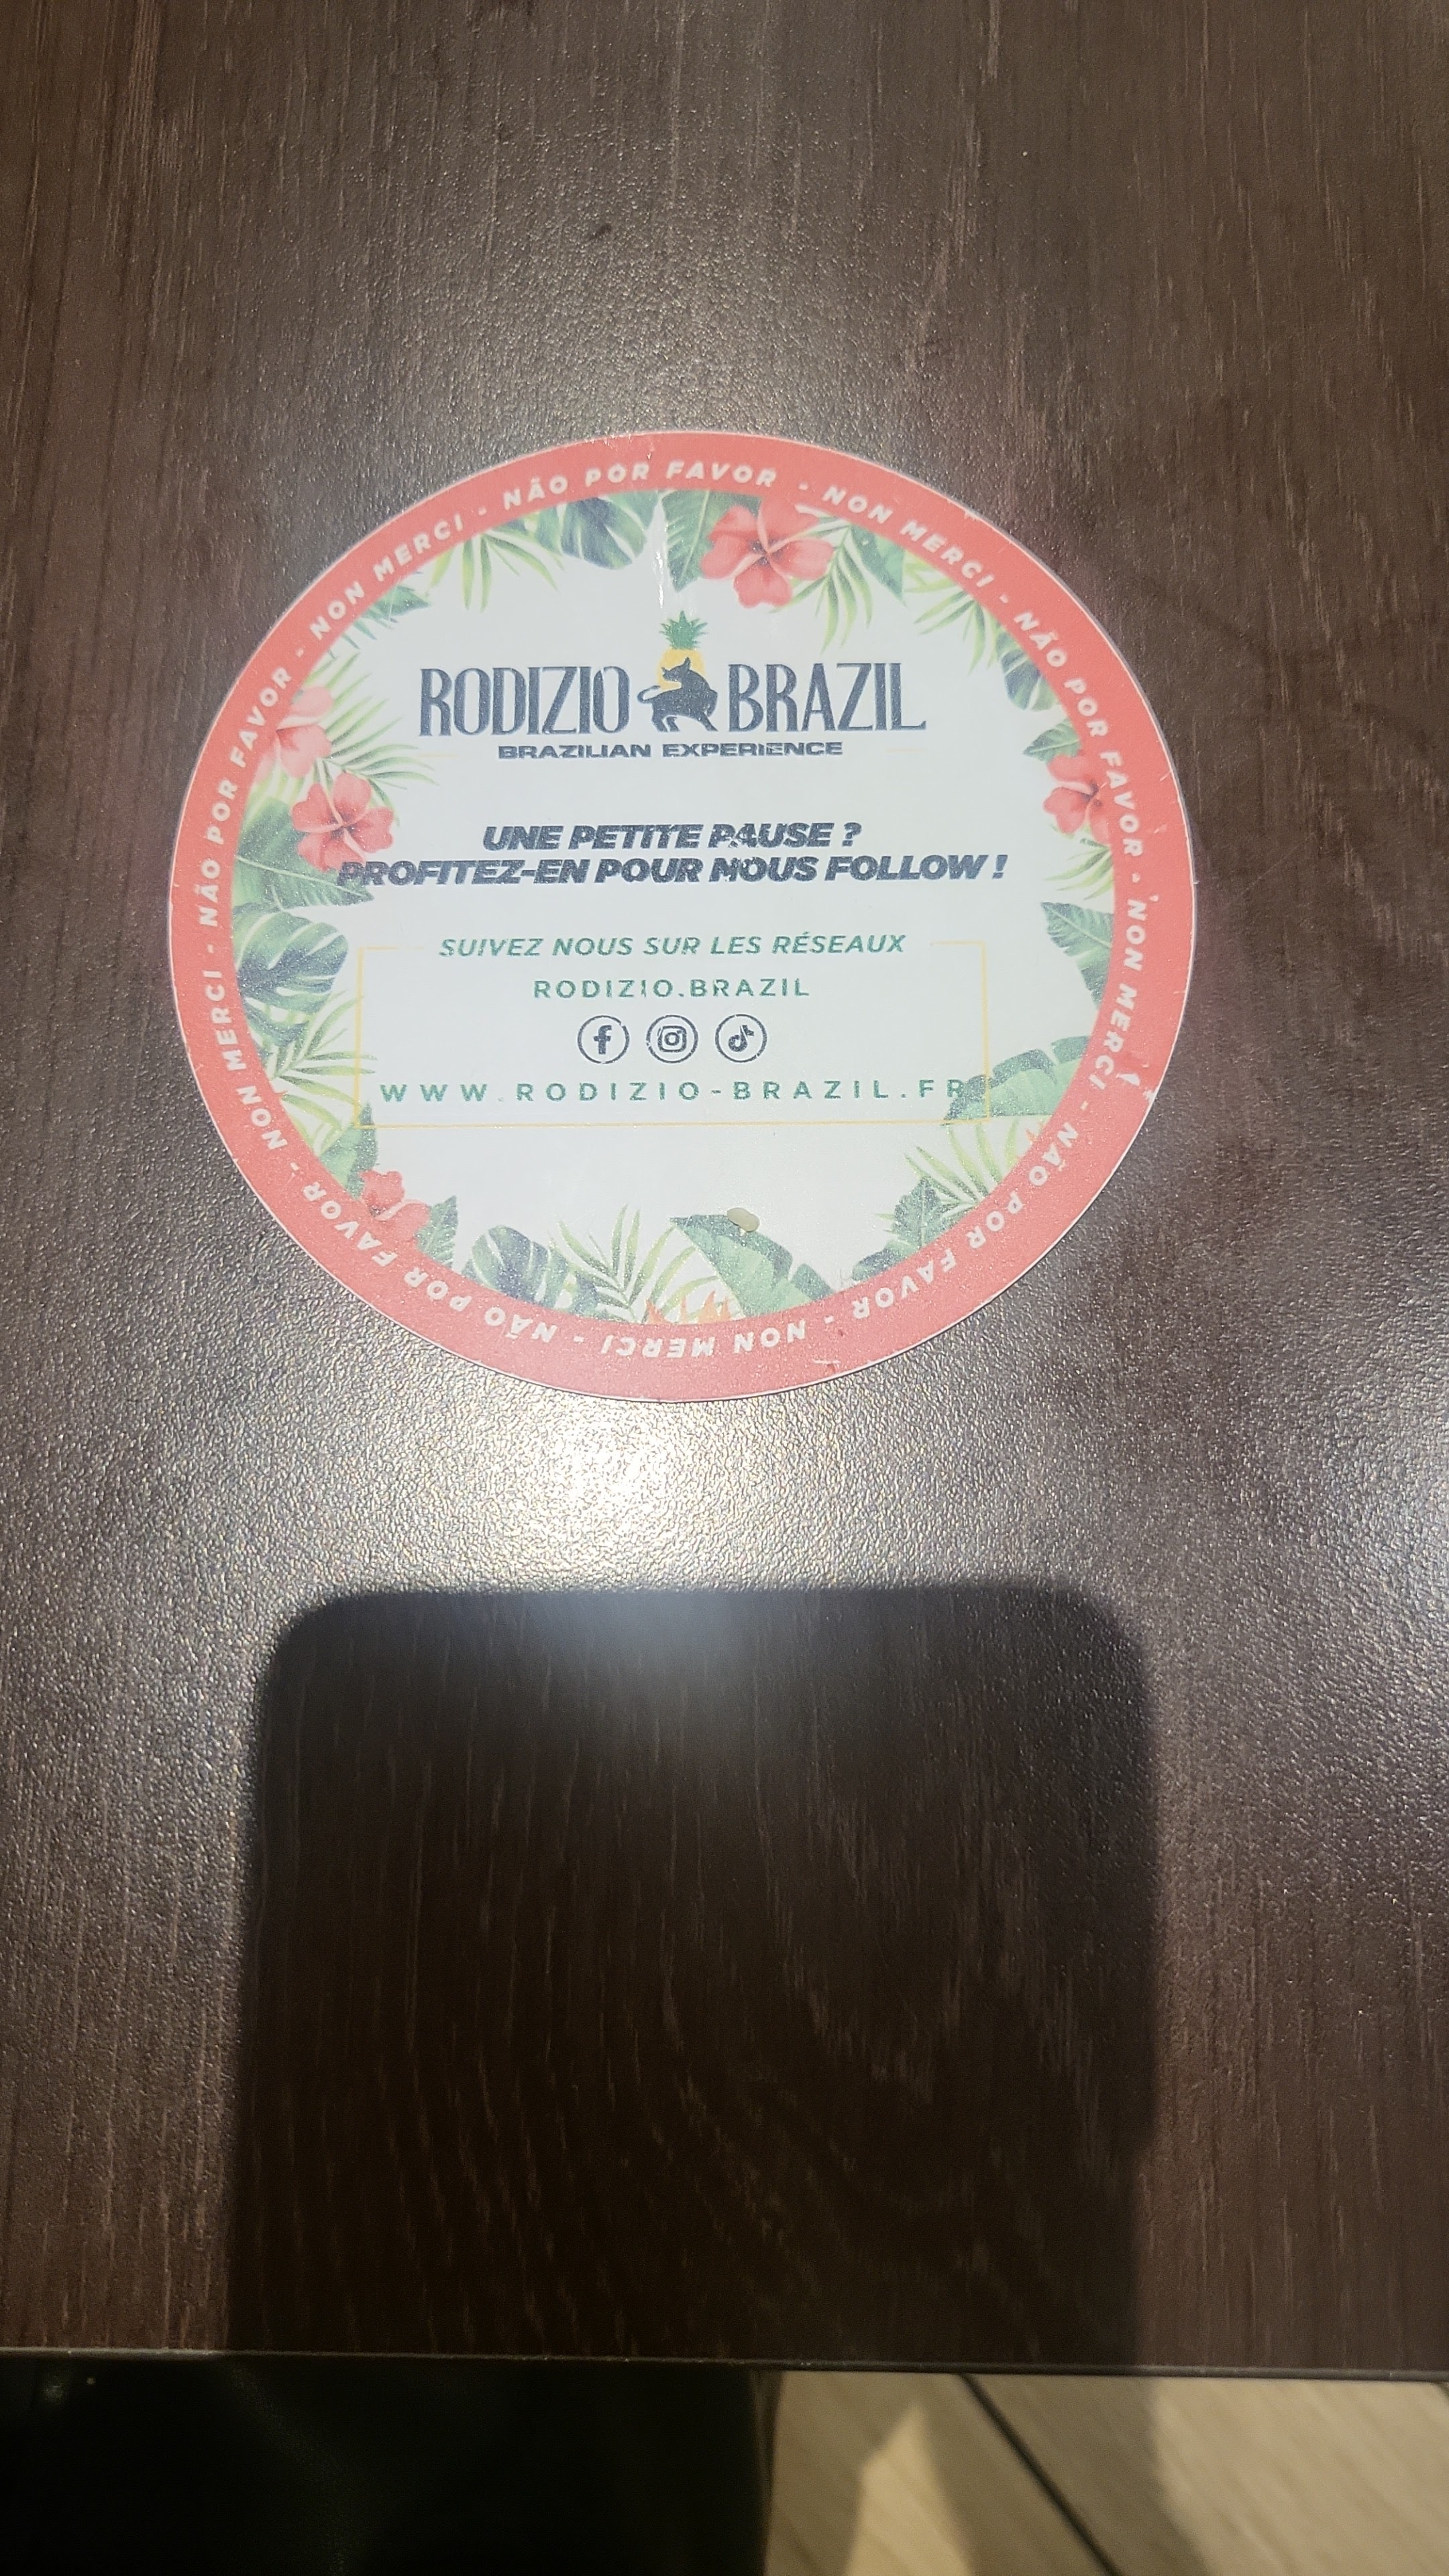 NÃO POR FAVOR - NON MERCI - NÃO POR FAVOR - NON MERCI - NÃO POR FAVOR - NON MERCI - NÃO POR FAVOR - NON MERCI - NÃO POR FAVOR - NON MERCI -
RODIZIO BRAZIL
BRAZILIAN EXPERIENCE
UNE PETITE PAUSE ?
PROFITEZ-EN POUR NOUS FOLLOW !
SUIVEZ NOUS SUR LES RÉSEAUX
RODIZIO.BRAZIL
WWW.RODIZIO-BRAZIL.FR